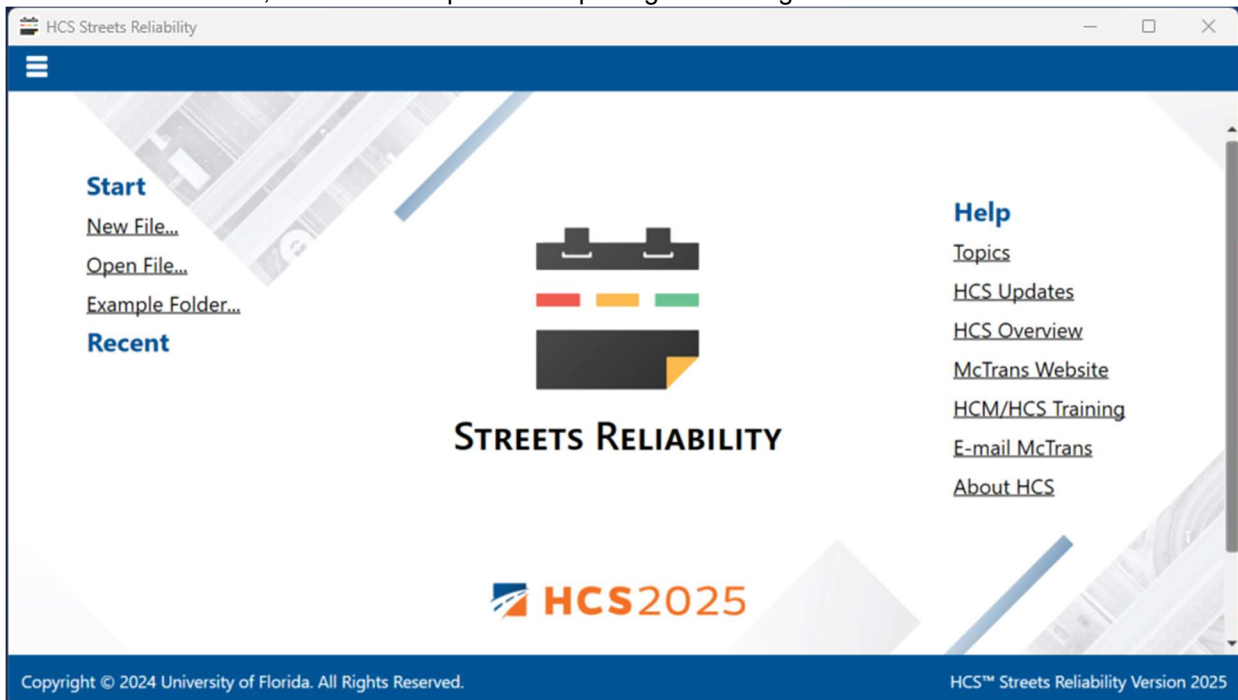 HCS Streets Reliability
Start
New File...
Open File...
Example Folder...
Recent
STREETS RELIABILITY
HCS2025
Help
Topics
HCS Updates
HCS Overview
McTrans Website
HCM/HCS Training
E-mail McTrans
About HCS
Copyright © 2024 University of Florida. All Rights Reserved.
HCS™ Streets Reliability Version 2025